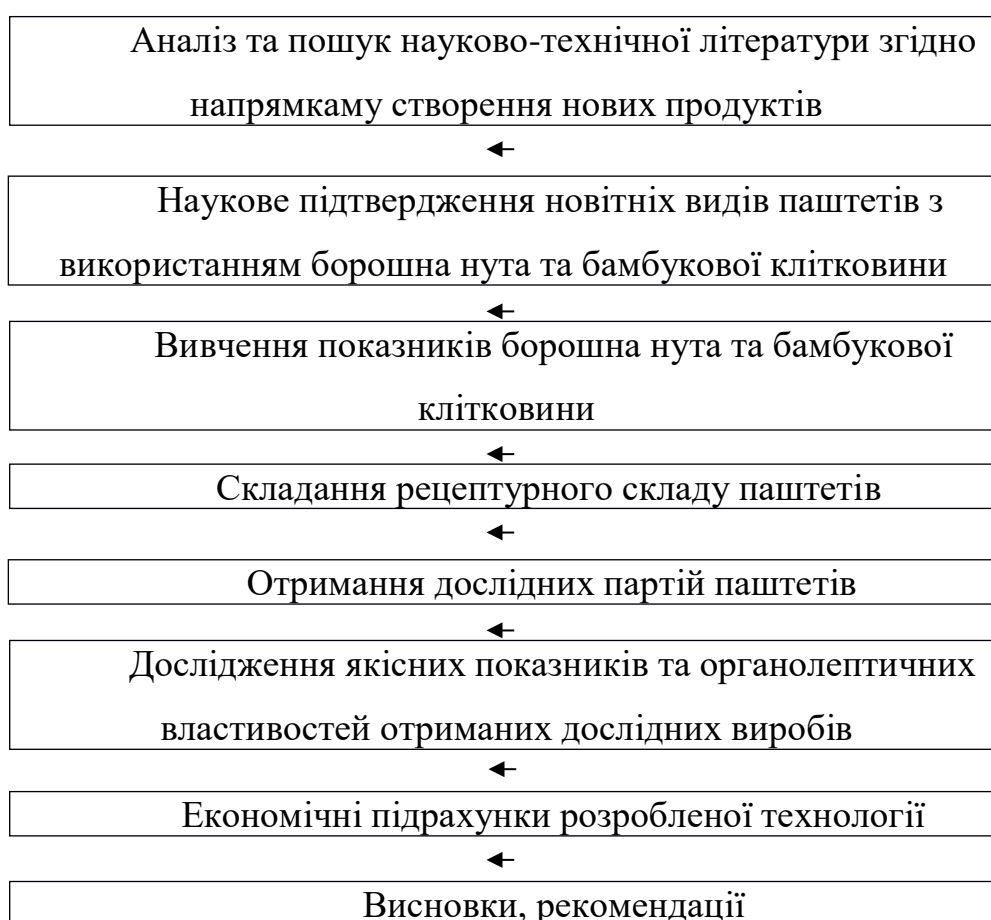 Аналіз та пошук науково-технічної літератури згідно
напрямкаму створення нових продуктів
Наукове підтвердження новітніх видів паштетів з
використанням борошна нута та бамбукової клітковини
Вивчення показників борошна нута та бамбукової
клітковини
Складання рецептурного складу паштетів
Отримання дослідних партій паштетів
Дослідження якісних показників та органолептичних
властивостей отриманих дослідних виробів
Економічні підрахунки розробленої технології
Висновки, рекомендації